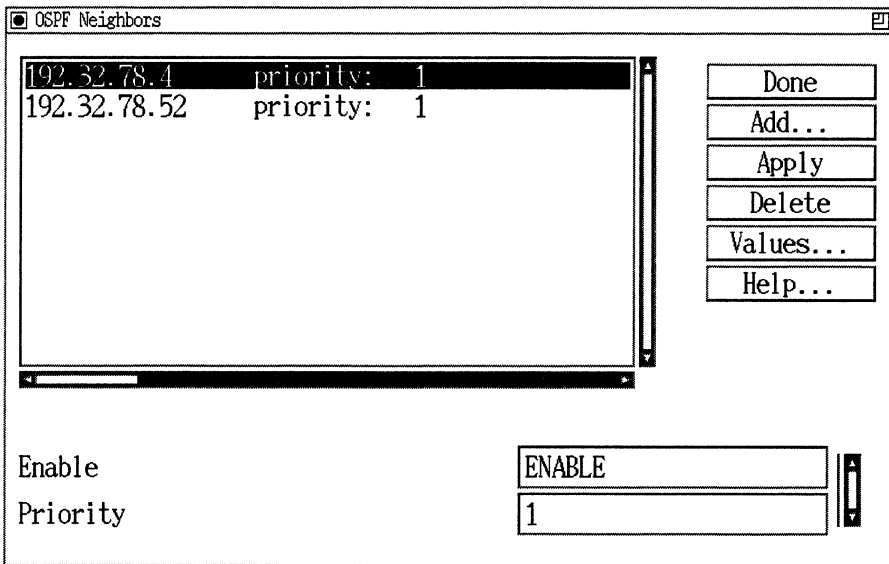 OSPF Neighbors
192.32.78.4 priority: 1
192.32.78.52 priority: 1
Done
Add...
Apply
Delete
Values...
Help...
Enable ENABLE
Priority 1